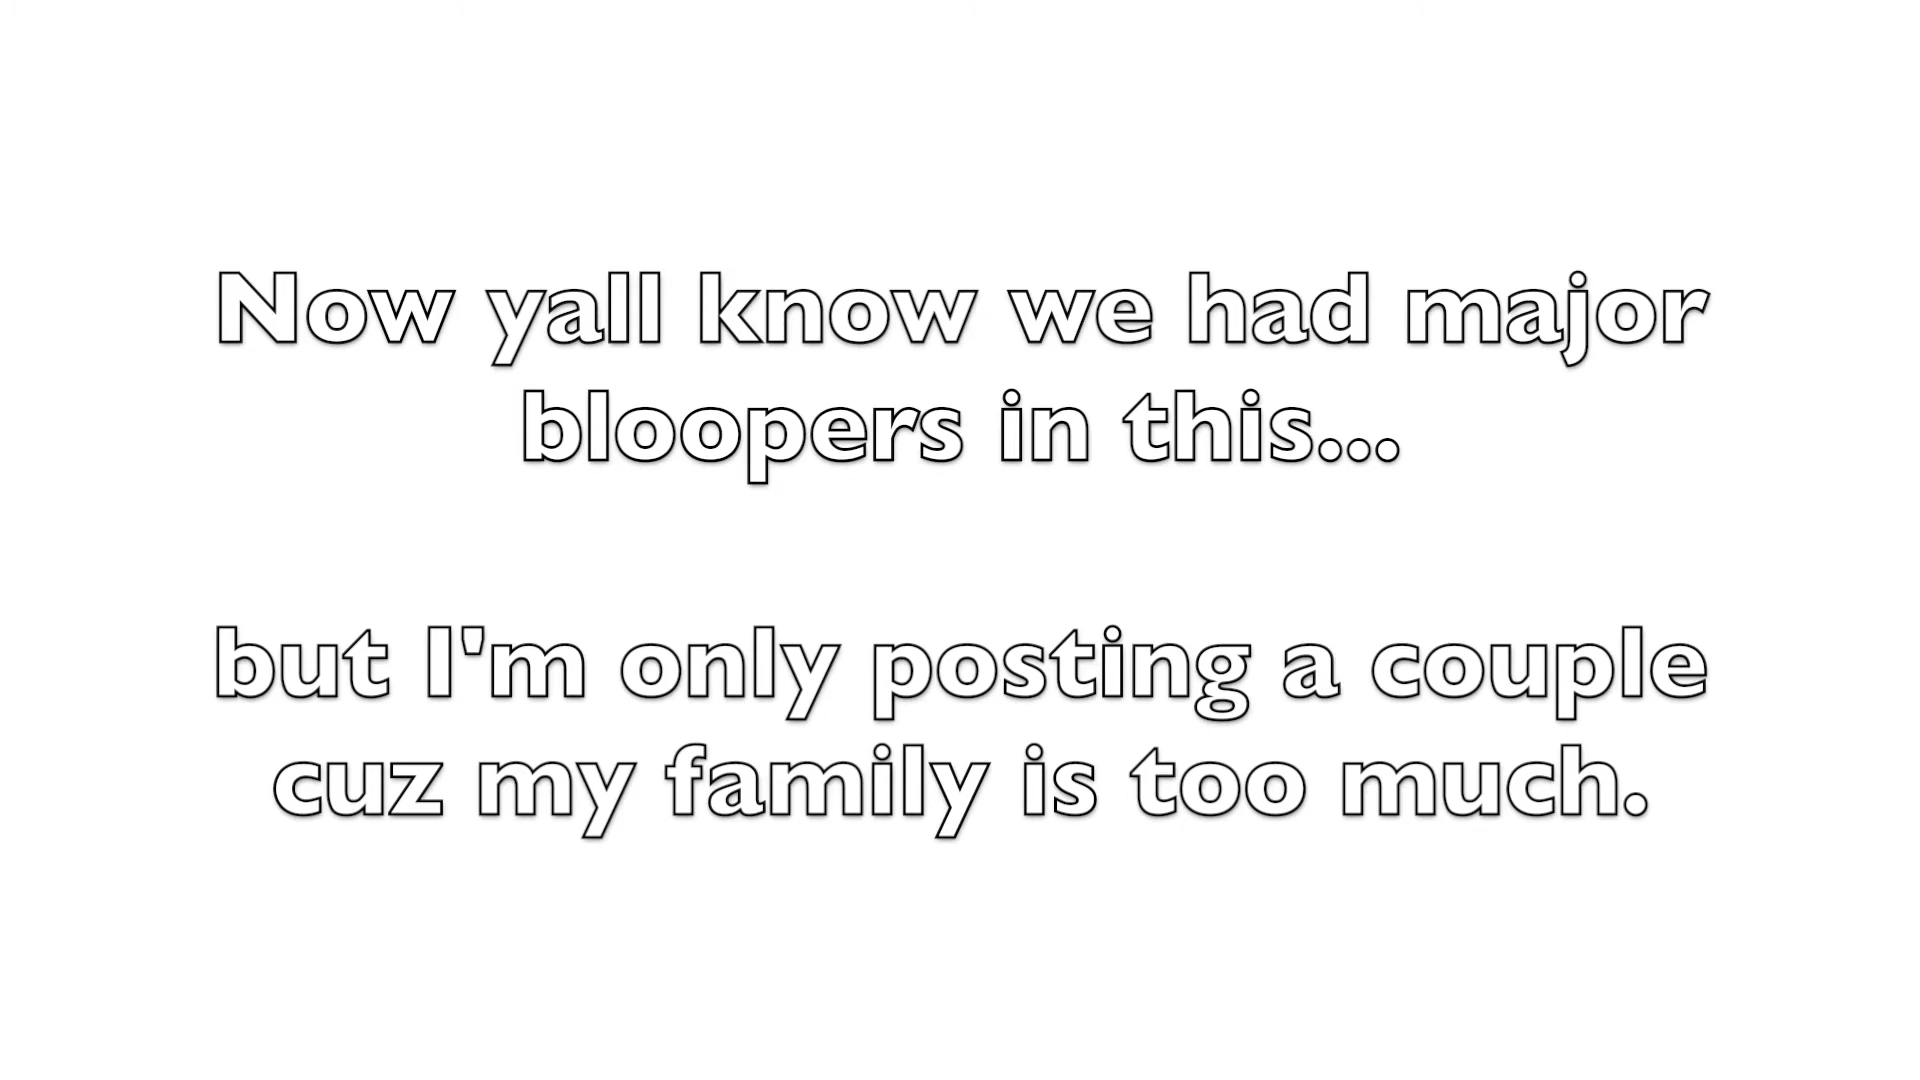 Now yall know we had major
bloopers in this...
but I'm only posting a couple
cuz my family is too much.